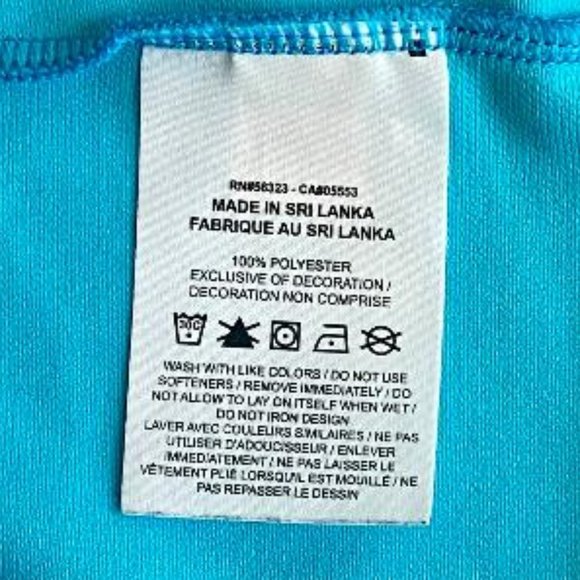 RN#56323 - CA#05553
MADE IN SRI LANKA
FABRIQUE AU SRI LANKA
100% POLYESTER
EXCLUSIVE OF DECORATION /
DECORATION NON COMPRISE
30C
WASH WITH LIKE COLORS / DO NOT USE
SOFTENERS / REMOVE IMMEDIATELY / DO
NOT ALLOW TO LAY ON ITSELF WHEN WET /
DO NOT IRON DESIGN
LAVER AVEC COULEURS SIMILAIRES / NE PAS
UTILISER D'ADOUCISSEUR / ENLEVER
IMMEDIATEMENT / NE PAS LAISSER LE
VÊTEMENT PLIÉ LORSQU'IL EST MOUILLÉ / NE
PAS REPASSER LE DESSIN